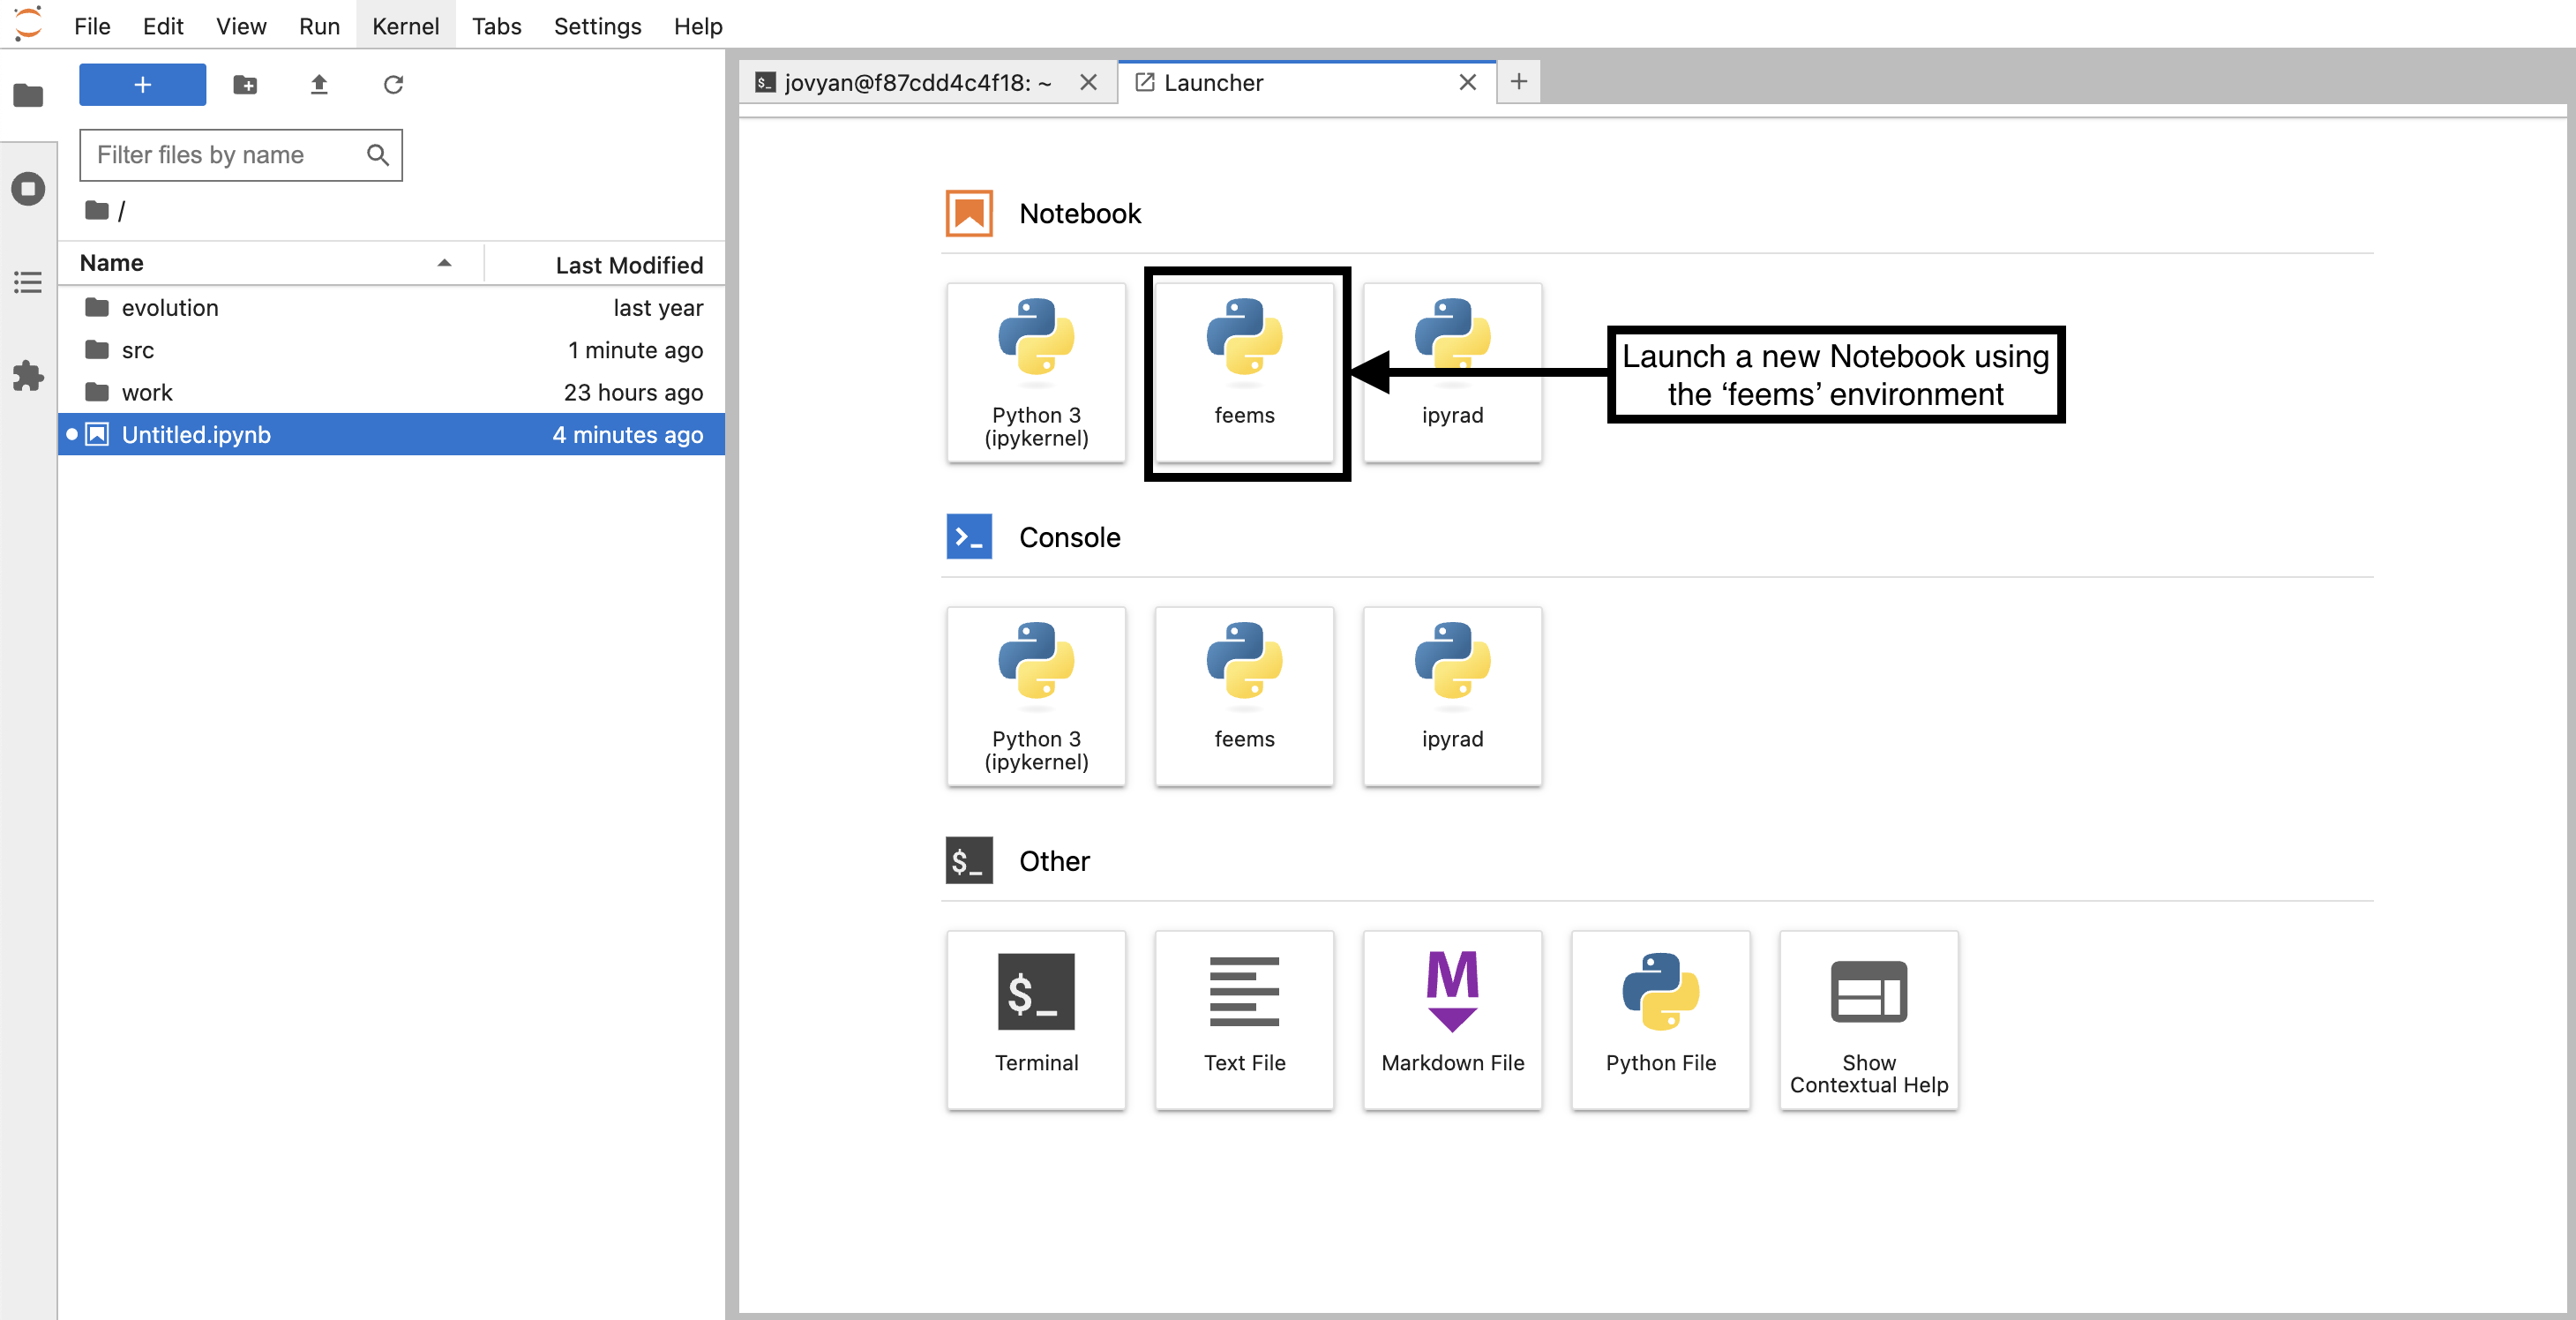 File Edit View Run Kernel Tabs Settings Help
+
jovyan@f87cdd4c4f18: ~
Launcher
+
Filter files by name
/
Name Last Modified
evolution last year
src 1 minute ago
work 23 hours ago
Untitled.ipynb 4 minutes ago
Notebook
Python 3
(ipykernel)
feems
ipyrad
Launch a new Notebook using
the ‘feems’ environment
Console
Python 3
(ipykernel)
feems
ipyrad
$_ Other
$_
Terminal
Text File
M
Markdown File
Python File
Show
Contextual Help